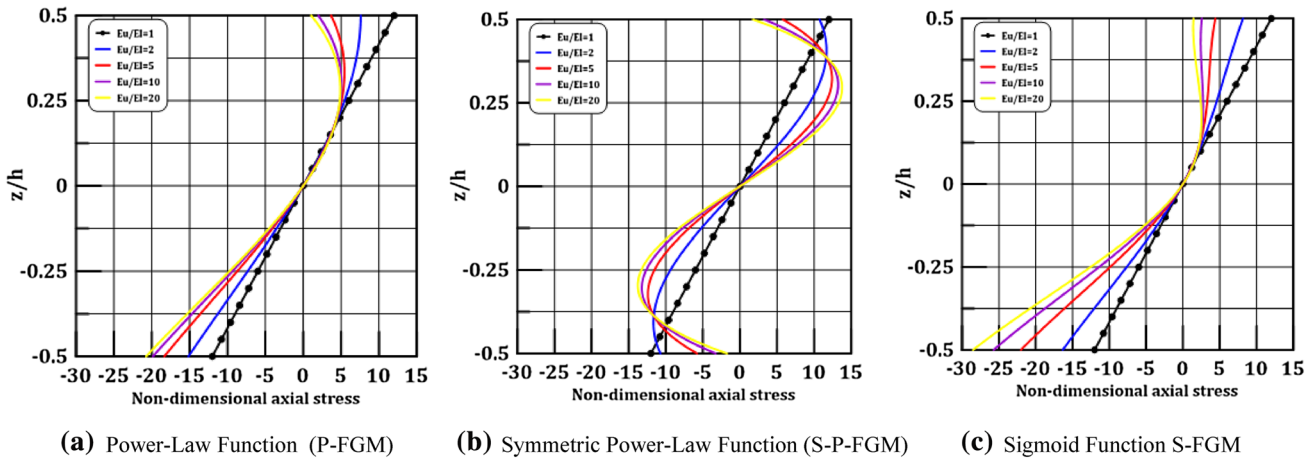 0.5
0.25
0
-0.25
-0.5
z/h
Eu/El=1
Eu/El=2
Eu/El=5
Eu/El=10
Eu/El=20
-30 -25 -20 -15 -10 -5 0 5 10 15
Non-dimensional axial stress
(a) Power-Law Function (P-FGM)
0.5
0.25
0
-0.25
-0.5
z/h
Eu/El=1
Eu/El=2
Eu/El=5
Eu/El=10
Eu/El=20
-30 -25 -20 -15 -10 -5 0 5 10 15
Non-dimensional axial stress
(b) Symmetric Power-Law Function (S-P-FGM)
0.5
0.25
0
-0.25
-0.5
z/h
Eu/El=1
Eu/El=2
Eu/El=5
Eu/El=10
Eu/El=20
-30 -25 -20 -15 -10 -5 0 5 10 15
Non-dimensional axial stress
(c) Sigmoid Function S-FGM